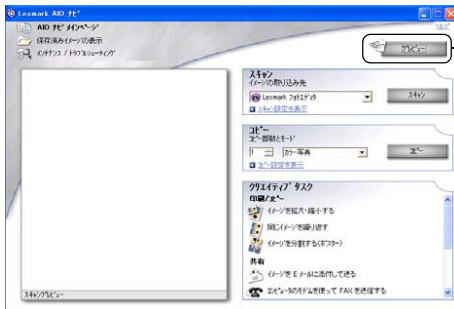 Lexmark AIO ナビ
AIO ナビ メインページ
保存済みイメージの表示
メンテナンス / トラブルシューティング
ヘルプ
プレビュー
スキャン
イメージの取り込み先
Lexmark フォトエディタ
スキャン
スキャン設定を表示
コピー
コピー部数とモード
1
カラー写真
コピー
コピー設定を表示
クリエイティブ タスク
印刷/コピー
イメージを拡大・縮小する
同じイメージを繰り返す
イメージを分割する(ポスター)
共有
イメージを E メールに添付して送る
コンピュータのモデムを使って FAX を送信する
スキャンプレビュー